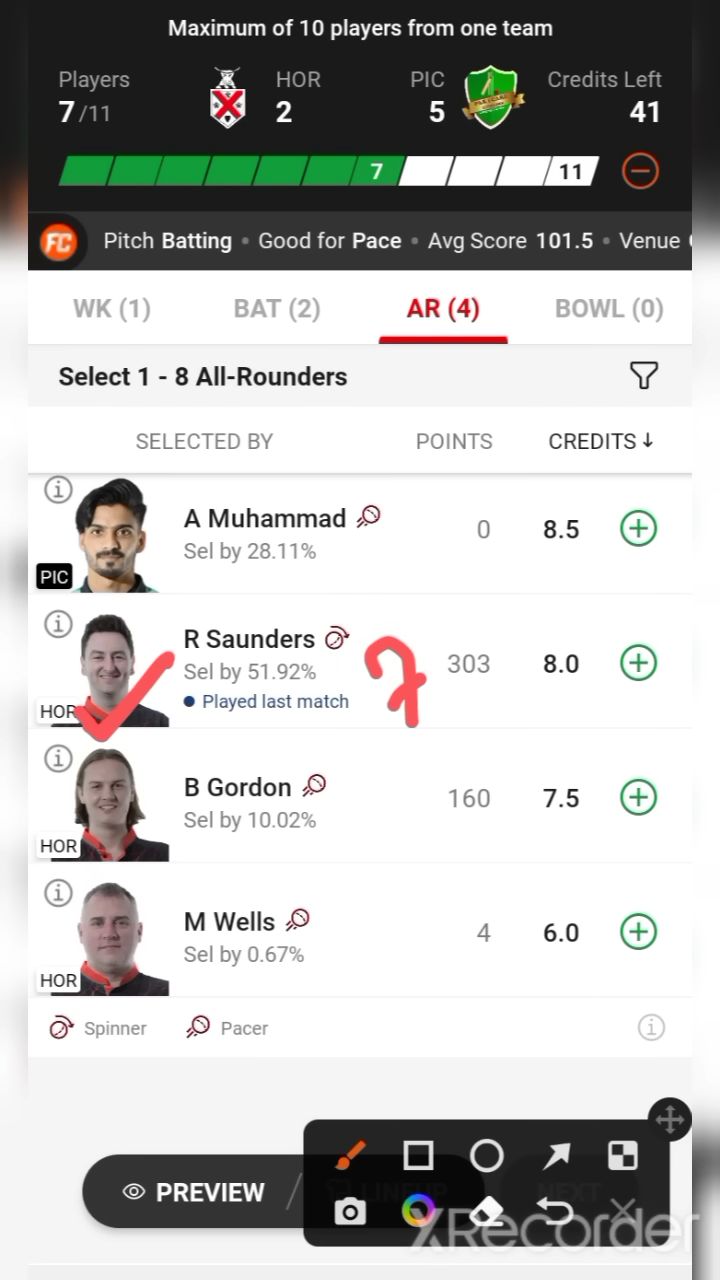 Maximum of 10 players from one team
Players HOR PIC Credits Left
7/11 2 5 41
7 11
FC Pitch Batting • Good for Pace • Avg Score 101.5 • Venue
WK (1) BAT (2) AR (4) BOWL (0)
Select 1 - 8 All-Rounders
SELECTED BY POINTS CREDITS↓
A Muhammad
Sel by 28.11% 0 8.5
PIC
R Saunders
Sel by 51.92% 303 8.0
Played last match
HOR
7
B Gordon
Sel by 10.02% 160 7.5
HOR
M Wells
Sel by 0.67% 4 6.0
HOR
Spinner Pacer
PREVIEW / LINEUP NEXT
XRecorder